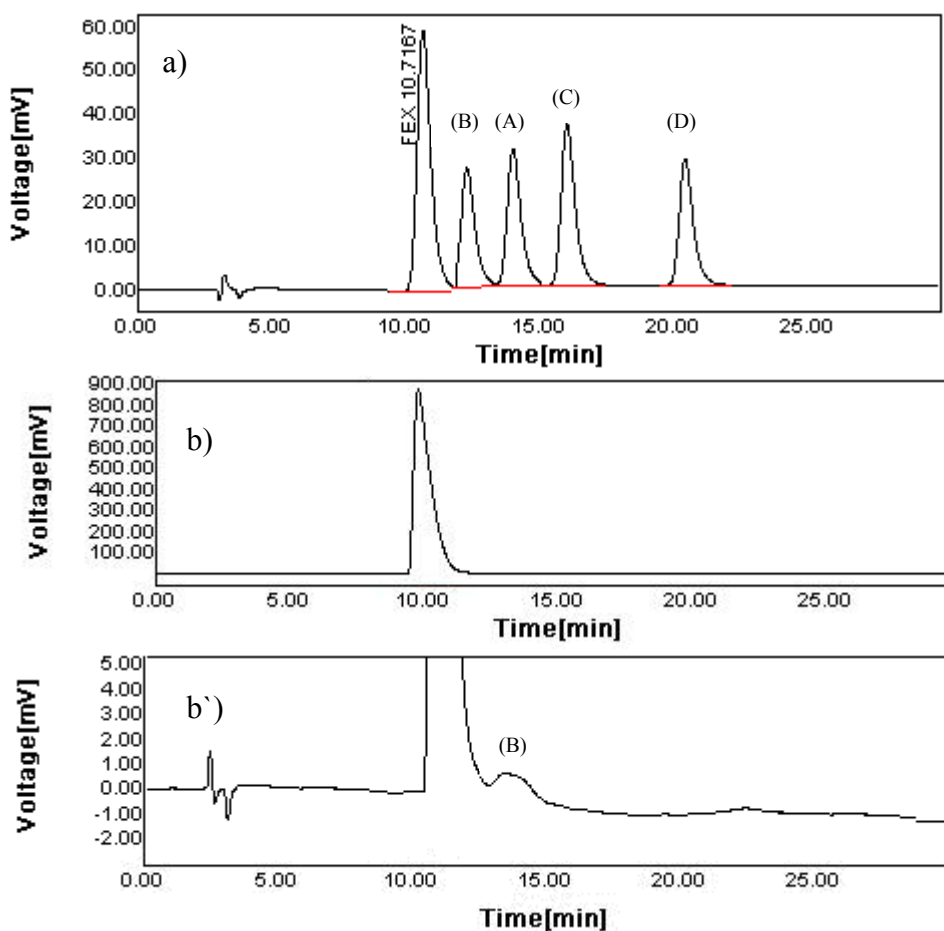 60.00
50.00
40.00
30.00
20.00
10.00
0.00
Voltage[mV]
a)
FEX 10.7167
(B) (A) (C) (D)
0.00 5.00 10.00 15.00 20.00 25.00
Time[min]
900.00
800.00
700.00
600.00
500.00
400.00
300.00
200.00
100.00
Voltage[mV]
b)
0.00 5.00 10.00 15.00 20.00 25.00
Time[min]
5.00
4.00
3.00
2.00
1.00
0.00
-1.00
-2.00
Voltage[mV]
b`)
(B)
0.00 5.00 10.00 15.00 20.00 25.00
Time[min]